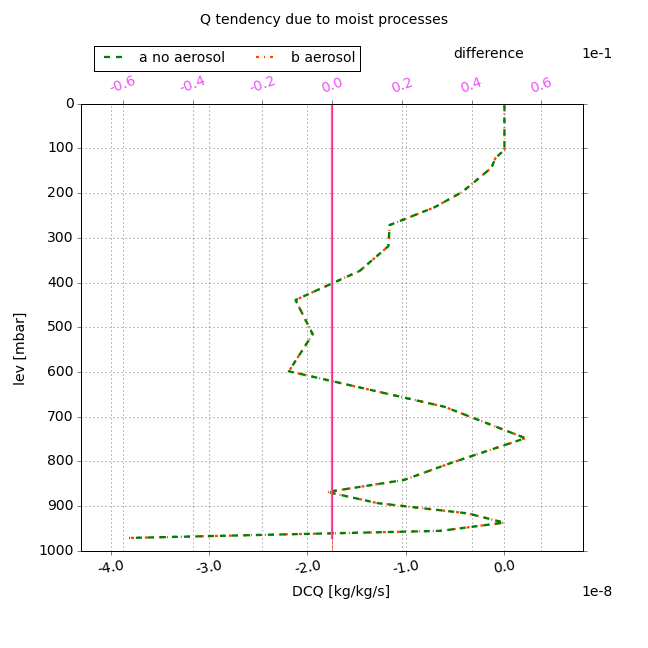 Q tendency due to moist processes
a no aerosol b aerosol difference 1e-1
-0.6 -0.4 -0.2 0.0 0.2 0.4 0.6
0
100
200
300
400
500
600
700
800
900
1000
lev [mbar]
-4.0 -3.0 -2.0 -1.0 0.0
DCQ [kg/kg/s] 1e-8